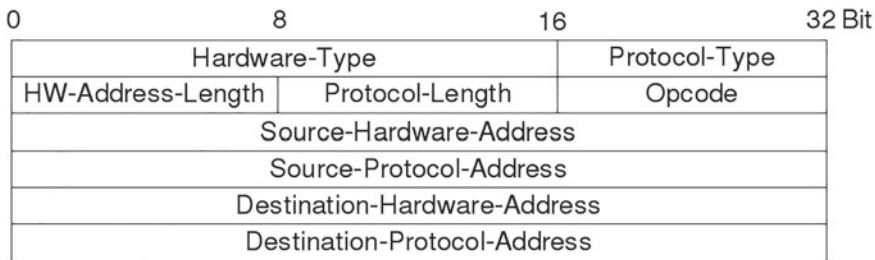 0 8 16 32 Bit
Hardware-Type Protocol-Type
HW-Address-Length Protocol-Length Opcode
Source-Hardware-Address
Source-Protocol-Address
Destination-Hardware-Address
Destination-Protocol-Address